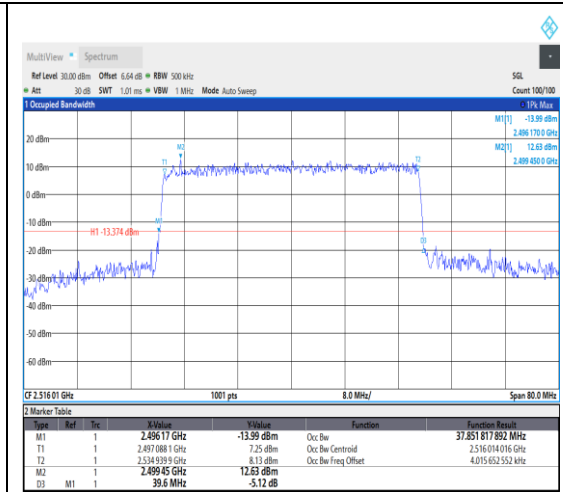 MultiView Spectrum
Ref Level 30.00 dBm Offset 6.64 dB RBW 500 kHz SGL
Att 30 dB SWT 1.01 ms VBW 1 MHz Mode Auto Sweep Count 100/100
1 Occupied Bandwidth 1Pk Max
M1[1] -13.99 dBm
2.496 170 0 GHz
M2[1] 12.63 dBm
2.499 450 0 GHz
20 dBm
M2
T1
T2
10 dBm
0 dBm
-10 dBm
M1
H1 -13.374 dBm
D3
-20 dBm
-30 dBm
-40 dBm
-50 dBm
-60 dBm
CF 2.516 01 GHz 1001 pts 8.0 MHz/ Span 80.0 MHz
2 Marker Table
Type Ref Trc X-Value Y-Value Function Function Result
M1 1 2.496 17 GHz -13.99 dBm Occ Bw 37.851 817 892 MHz
T1 1 2.497 088 1 GHz 7.25 dBm Occ Bw Centroid 2.516 014 016 GHz
T2 1 2.534 939 9 GHz 8.13 dBm Occ Bw Freq Offset 4.015 652 552 kHz
M2 1 2.499 45 GHz 12.63 dBm
D3 M1 1 39.6 MHz -5.12 dB